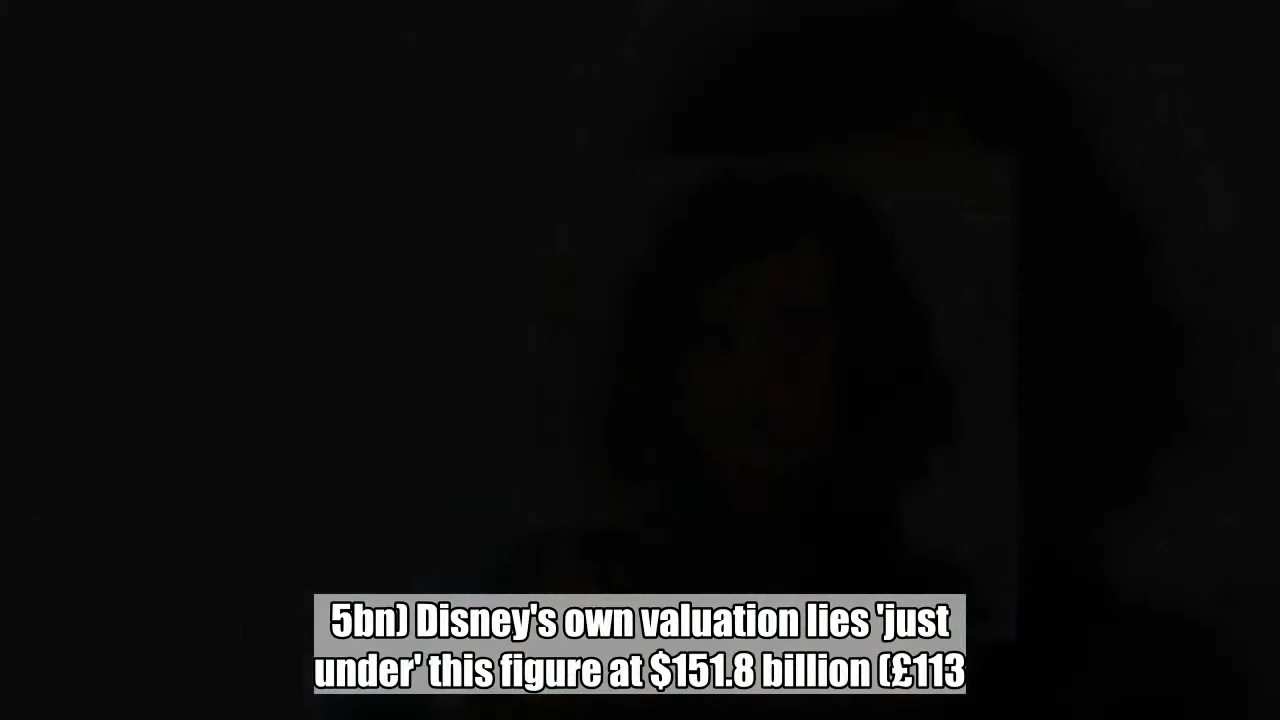 5bn) Disney's own valuation lies 'just
under' this figure at $151.8 billion (£113